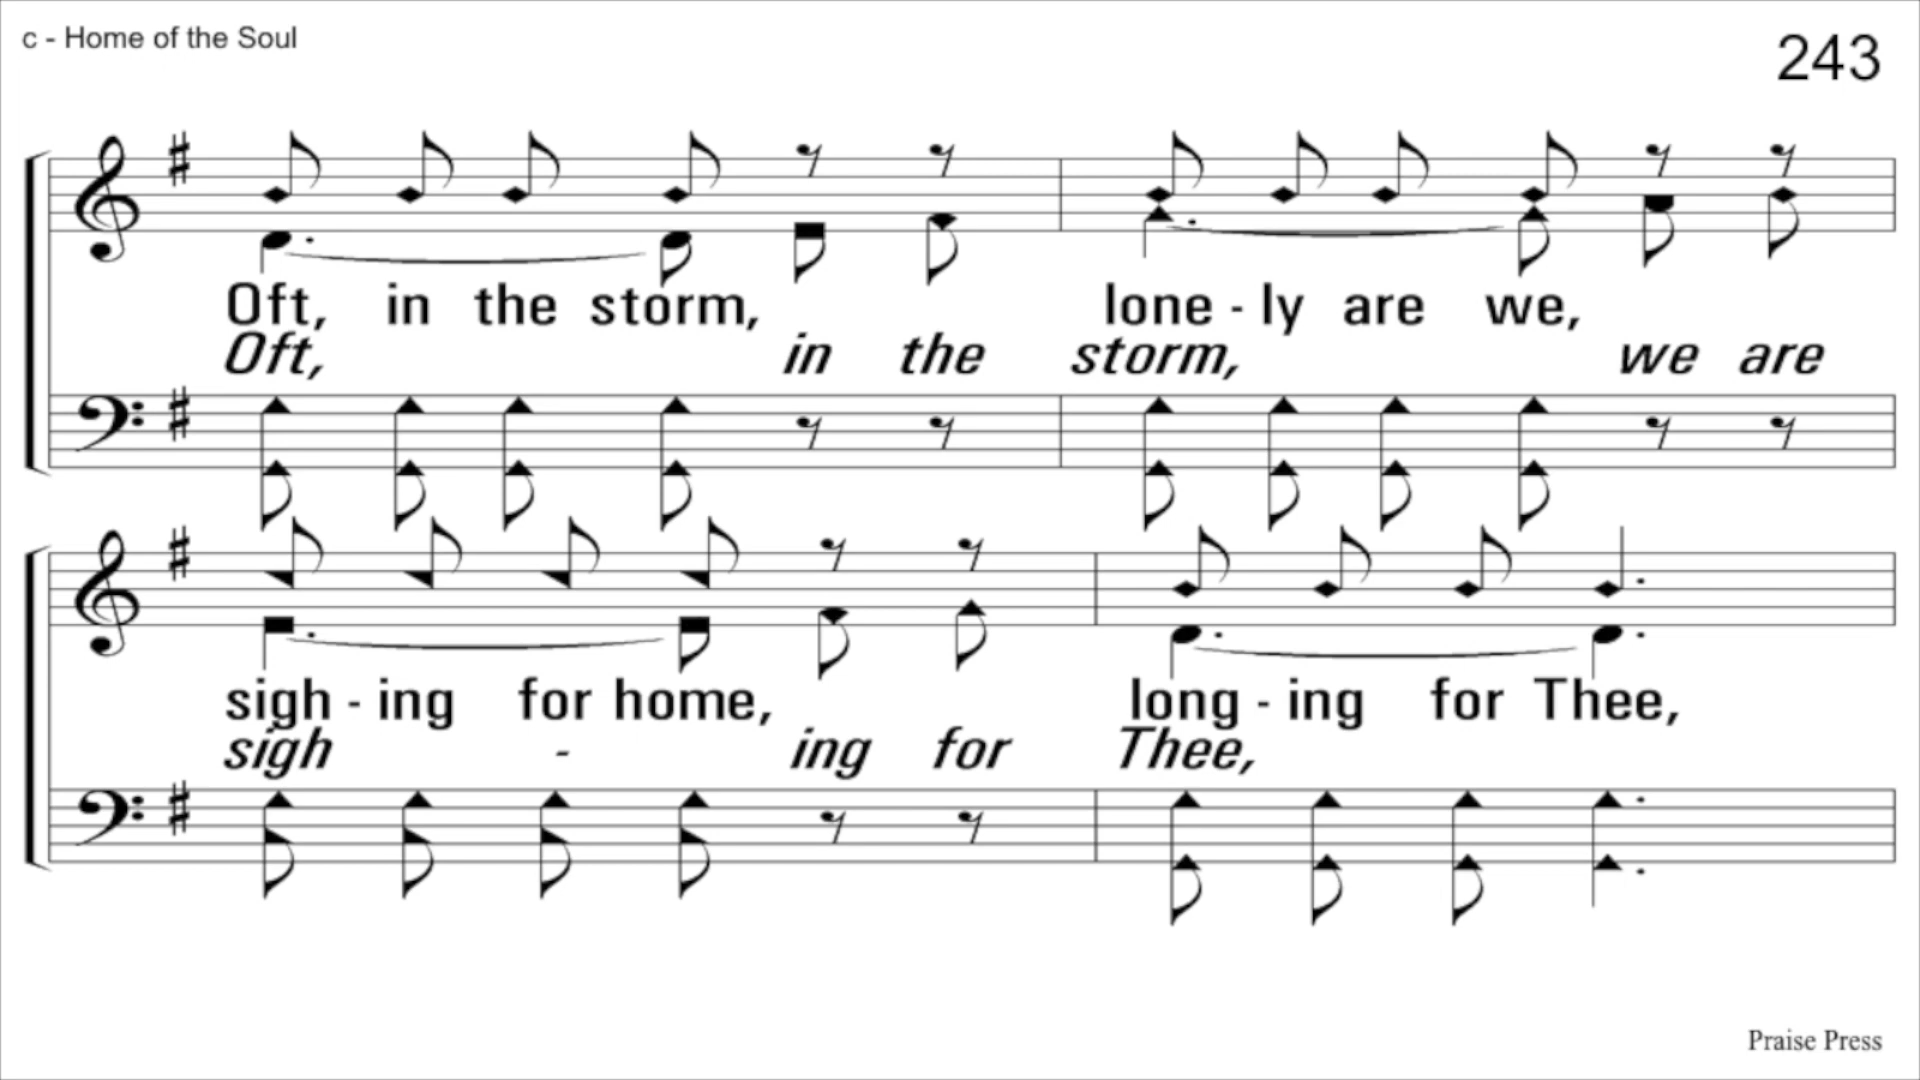 c - Home of the Soul
243
Oft, in the storm, lone - ly are we,
Oft, in the storm, we are
sigh - ing for home, long - ing for Thee,
sigh - ing for Thee,
Praise Press